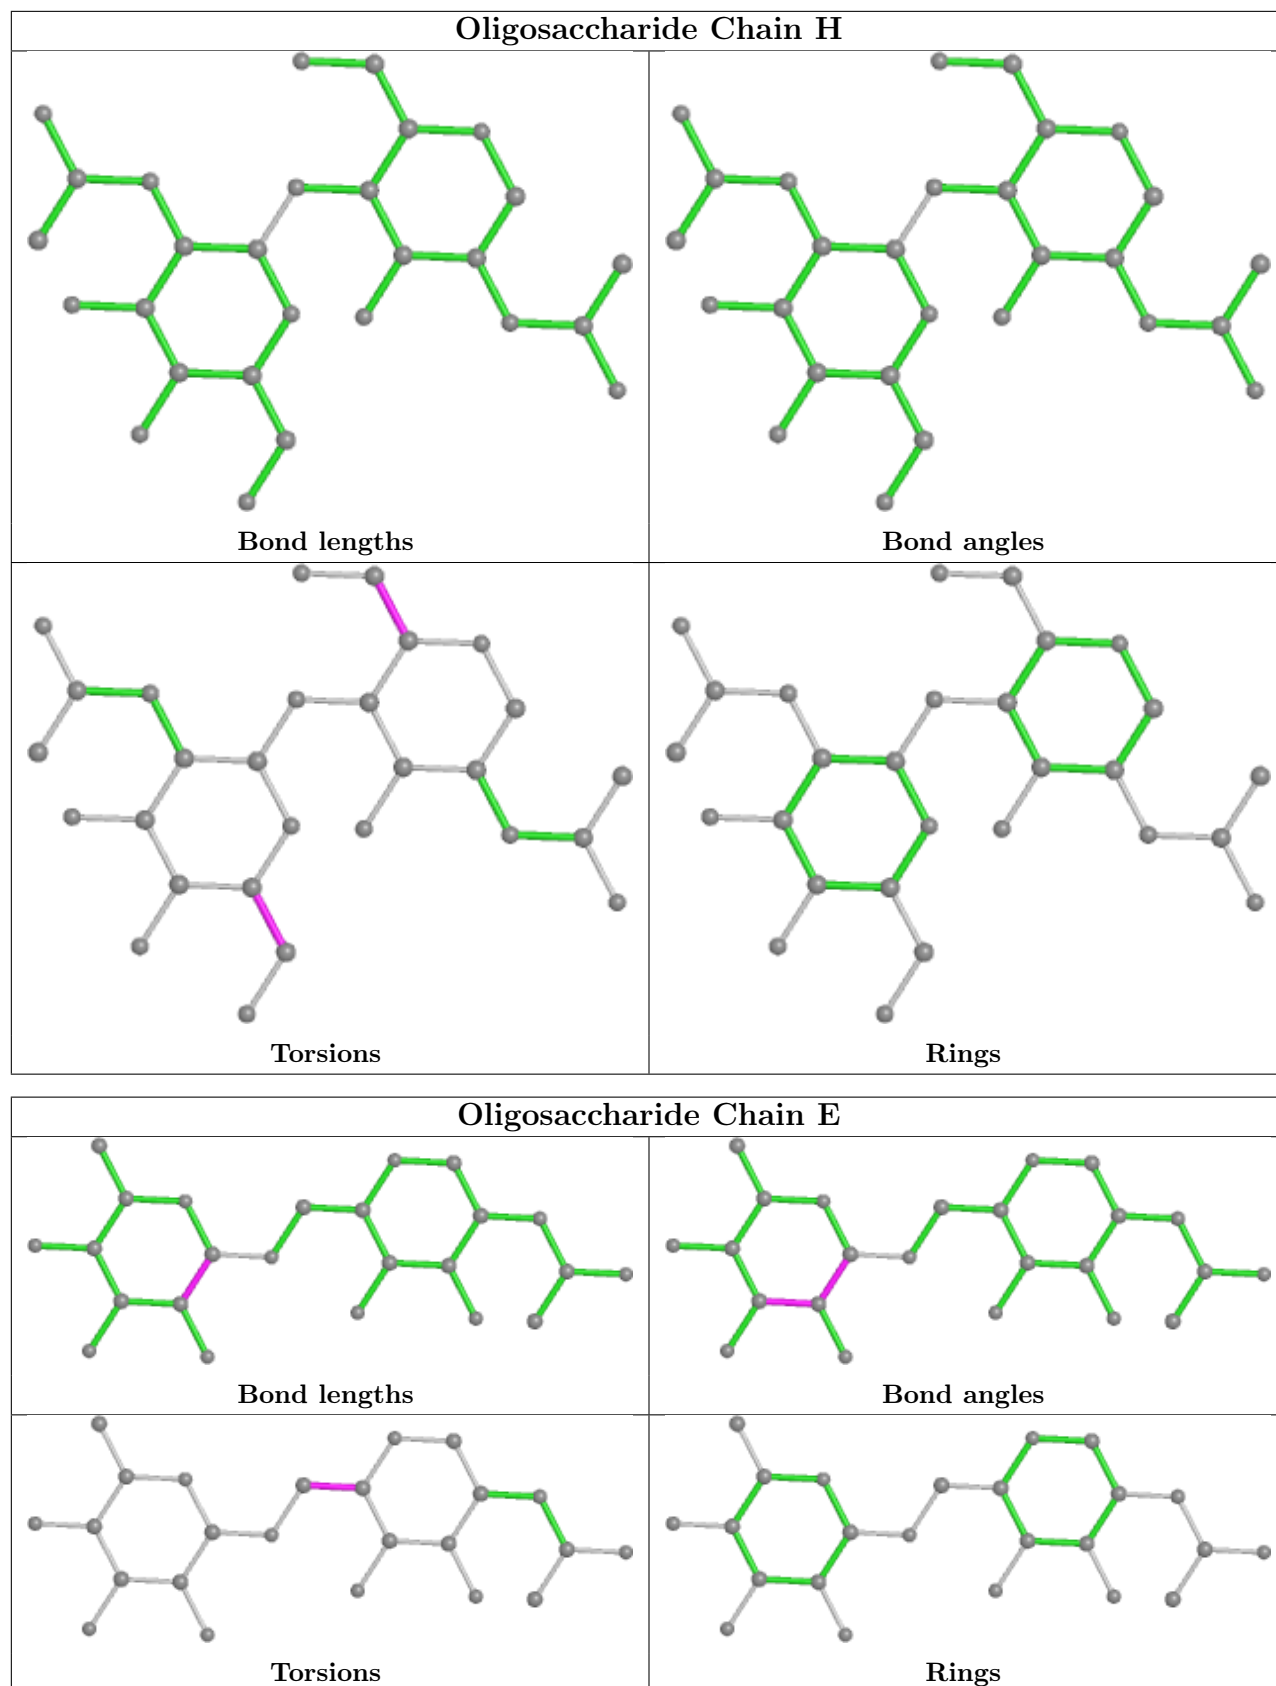 Oligosaccharide Chain H
Bond lengths
Bond angles
Torsions
Rings
Oligosaccharide Chain E
Bond lengths
Bond angles
Torsions
Rings